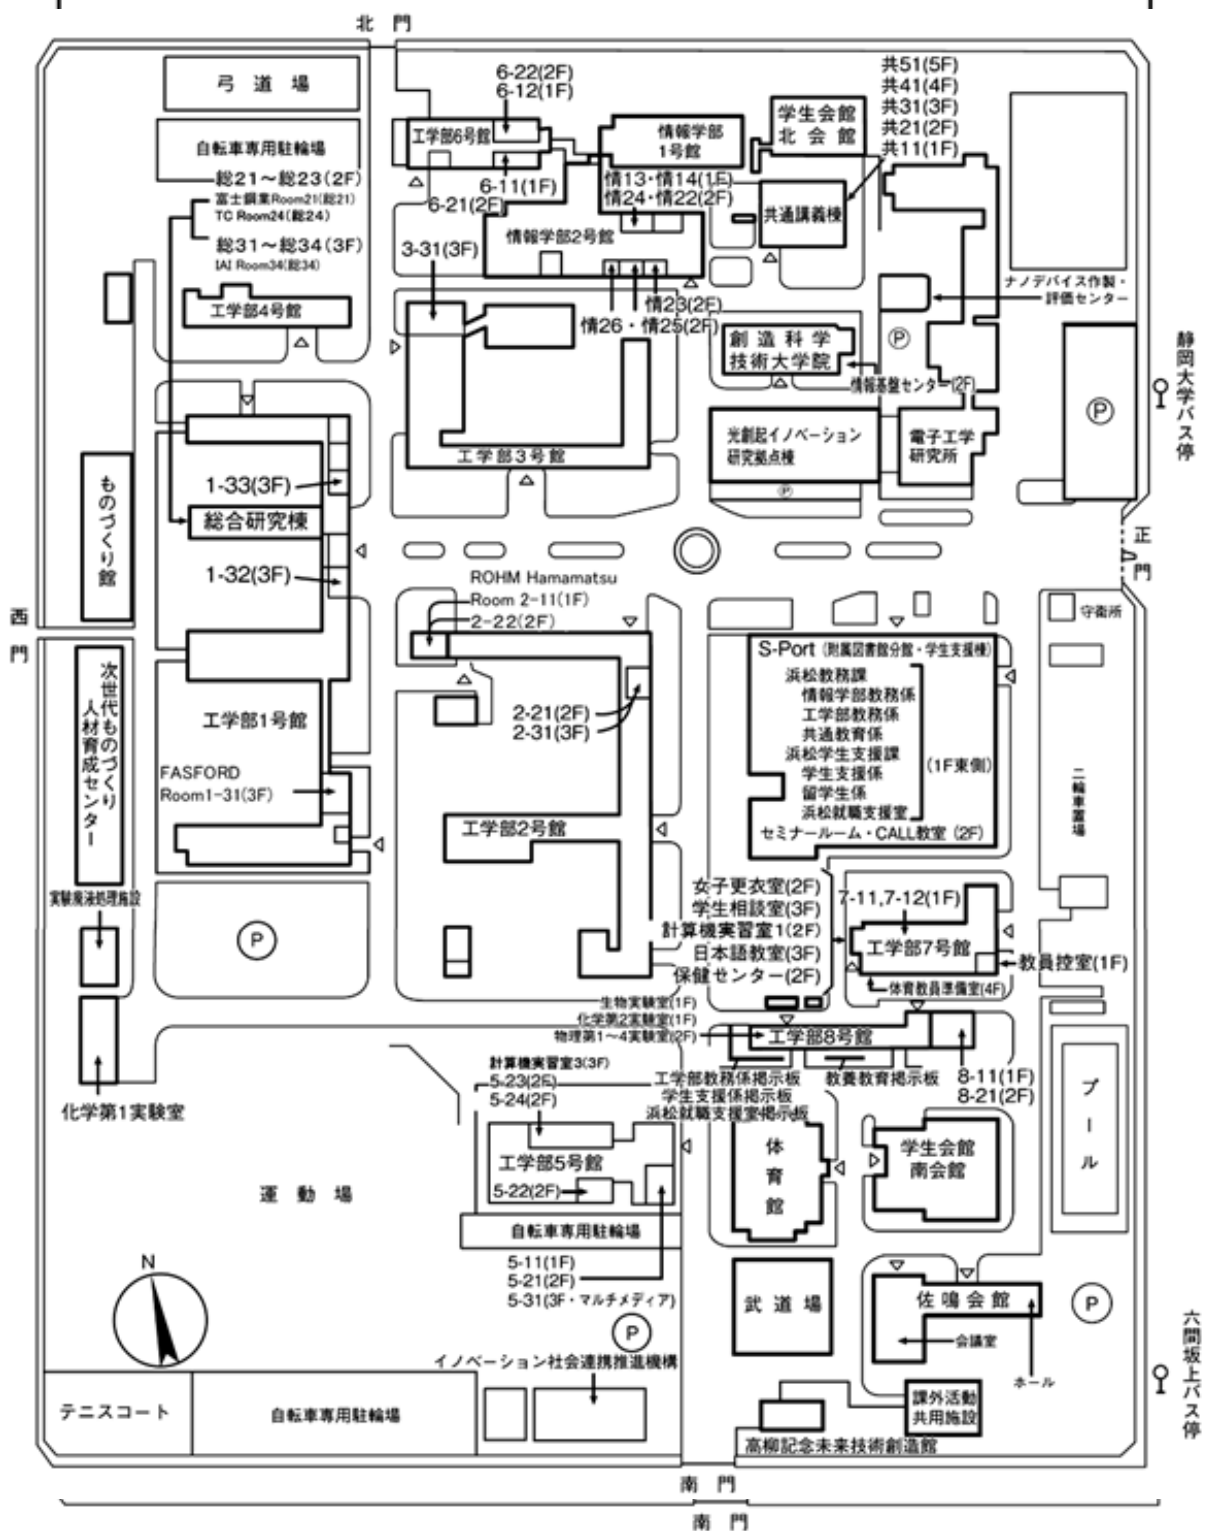 北 門
弓 道 場
自転車専用駐輪場
総21～総23(2F)
富士鋼業Room21(総21)
TC Room24(総24)
総31～総34(3F)
IAI Room34(総34)
工学部4号館
6-22(2F)
6-12(1F)
工学部6号館
6-11(1F)
6-21(2F)
3-31(3F)
情報学部
1号館
情13・情14(1F)
情24・情22(2F)
情報学部2号館
情23(2F)
情26・情25(2F)
学生会館
北 会 館
共51(5F)
共41(4F)
共31(3F)
共21(2F)
共11(1F)
共通講義棟
ナノデバイス作製・
評価センター
創 造 科 学
技術大学院
情報基盤センター(2F)
P
P
静岡大学バス停
光創起イノベーション
研究拠点棟
P
電子工学
研究所
工学部3号館
1-33(3F)
総合研究棟
1-32(3F)
ものづくり館
西
門
正
門
守衛所
ROHM Hamamatsu
Room 2-11(1F)
2-22(2F)
2-21(2F)
2-31(3F)
工学部2号館
次世代ものづくり
人材育成センター
工学部1号館
FASFORD
Room1-31(3F)
S-Port (附属図書館分館・学生支援棟)
浜松教務課
情報学部教務係
工学部教務係
共通教育係
浜松学生支援課
学生支援係
留学生係
浜松就職支援室
(1F東側)
セミナールーム・CALL教室 (2F)
二輪車置場
実験廃液処理施設
P
女子更衣室(2F)
学生相談室(3F)
計算機実習室1(2F)
日本語教室(3F)
保健センター(2F)
7-11,7-12(1F)
工学部7号館
教員控室(1F)
体育教員準備室(4F)
生物実験室(1F)
化学第2実験室(1F)
物理第1～4実験室(2F)
工学部8号館
工学部教務係掲示板
学生支援係掲示板
浜松就職支援室掲示板
教養教育掲示板
8-11(1F)
8-21(2F)
プール
化学第1実験室
計算機実習室3(3F)
5-23(2F)
5-24(2F)
工学部5号館
5-22(2F)
自転車専用駐輪場
5-11(1F)
5-21(2F)
5-31(3F・マルチメディア)
運 動 場
体
育
館
学生会館
南会館
N
武 道 場
佐 鳴 会 館
会議室
ホール
P
P
イノベーション社会連携推進機構
六間坂上バス停
テニスコート
自転車専用駐輪場
課外活動
共用施設
高柳記念未来技術創造館
南 門
南 門